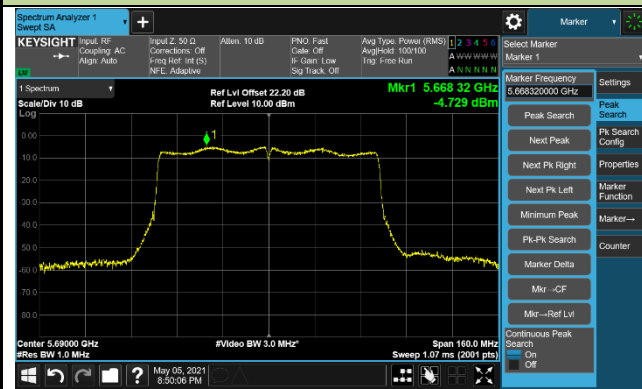 Spectrum Analyzer 1
Swept SA
Marker
KEYSIGHT
Input: RF
Coupling: AC
Align: Auto
Input Z: 50 Ω
Corrections: Off
Freq Ref: Int (S)
NFE: Adaptive
Atten: 10 dB
PNO: Fast
Gate: Off
IF Gain: Low
Sig Track: Off
Avg Type: Power (RMS)
Avg|Hold: 100/100
Trig: Free Run
1 2 3 4 5 6
A W W W W W
A N N N N N
Select Marker
Marker 1
LW
1 Spectrum
Scale/Div 10 dB
Log
Ref Lvl Offset 22.20 dB
Ref Level 10.00 dBm
Mkr1 5.668 32 GHz
-4.729 dBm
1
0.00
-10.0
-20.0
-30.0
-40.0
-50.0
-60.0
-70.0
-80.0
Center 5.69000 GHz
#Res BW 1.0 MHz
#Video BW 3.0 MHz*
Span 160.0 MHz
Sweep 1.07 ms (2001 pts)
Marker Frequency
5.668320000 GHz
Peak Search
Next Peak
Next Pk Right
Next Pk Left
Minimum Peak
Pk-Pk Search
Marker Delta
Mkr→CF
Mkr→Ref Lvl
Continuous Peak
Search
On
Off
Settings
Peak
Search
Pk Search
Config
Properties
Marker
Function
Marker→
Counter
May 05, 2021
8:50:06 PM